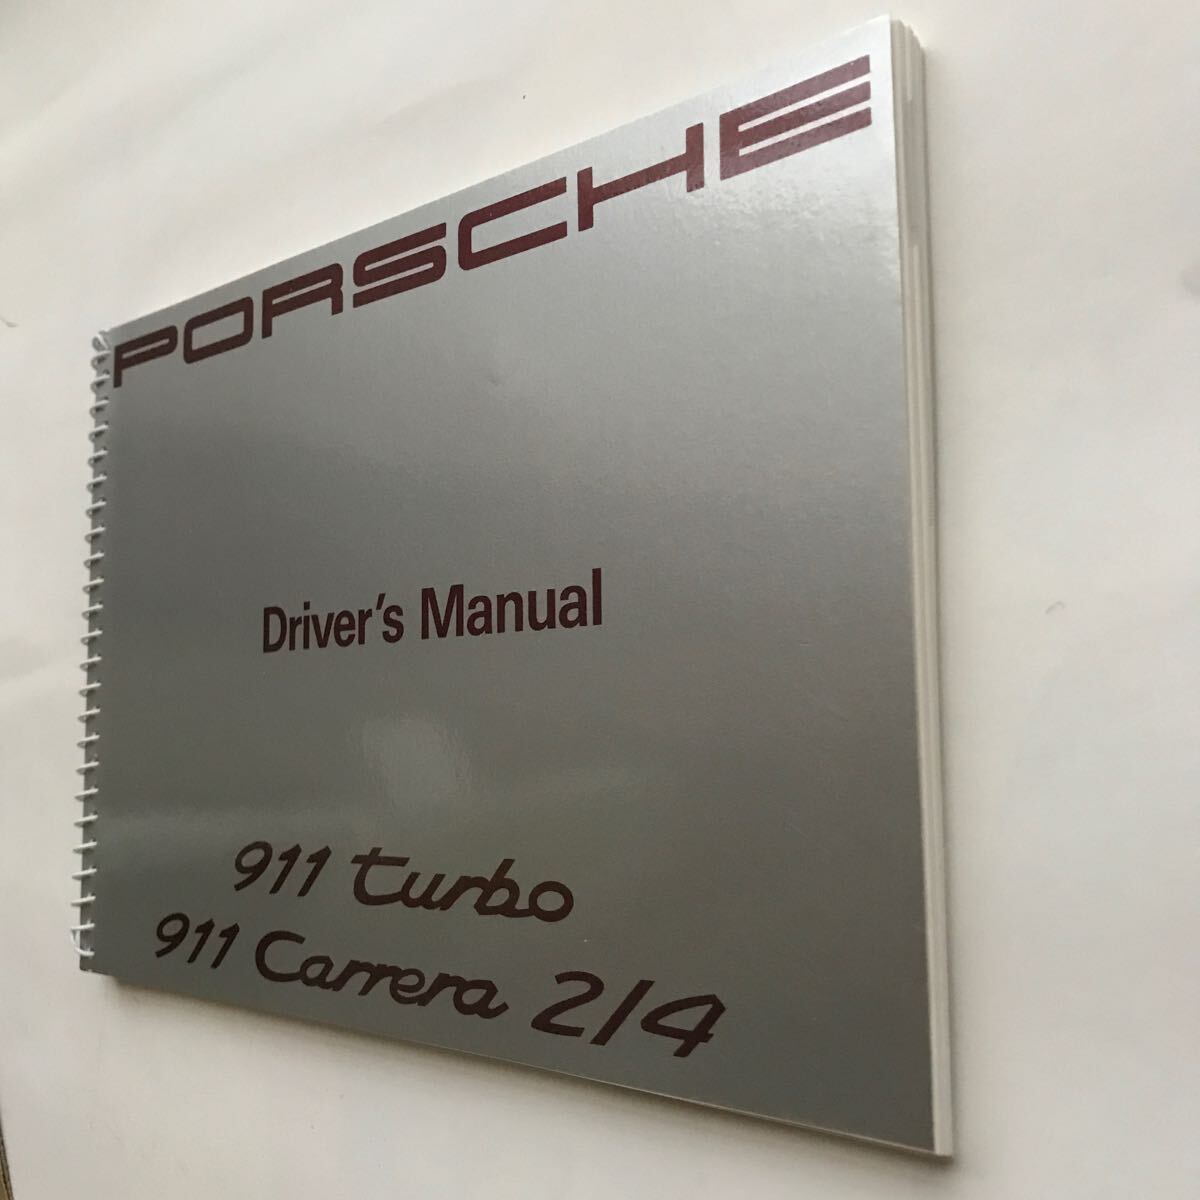 PORSCHE
Driver's Manual
911 turbo
911 Carrera 2/4